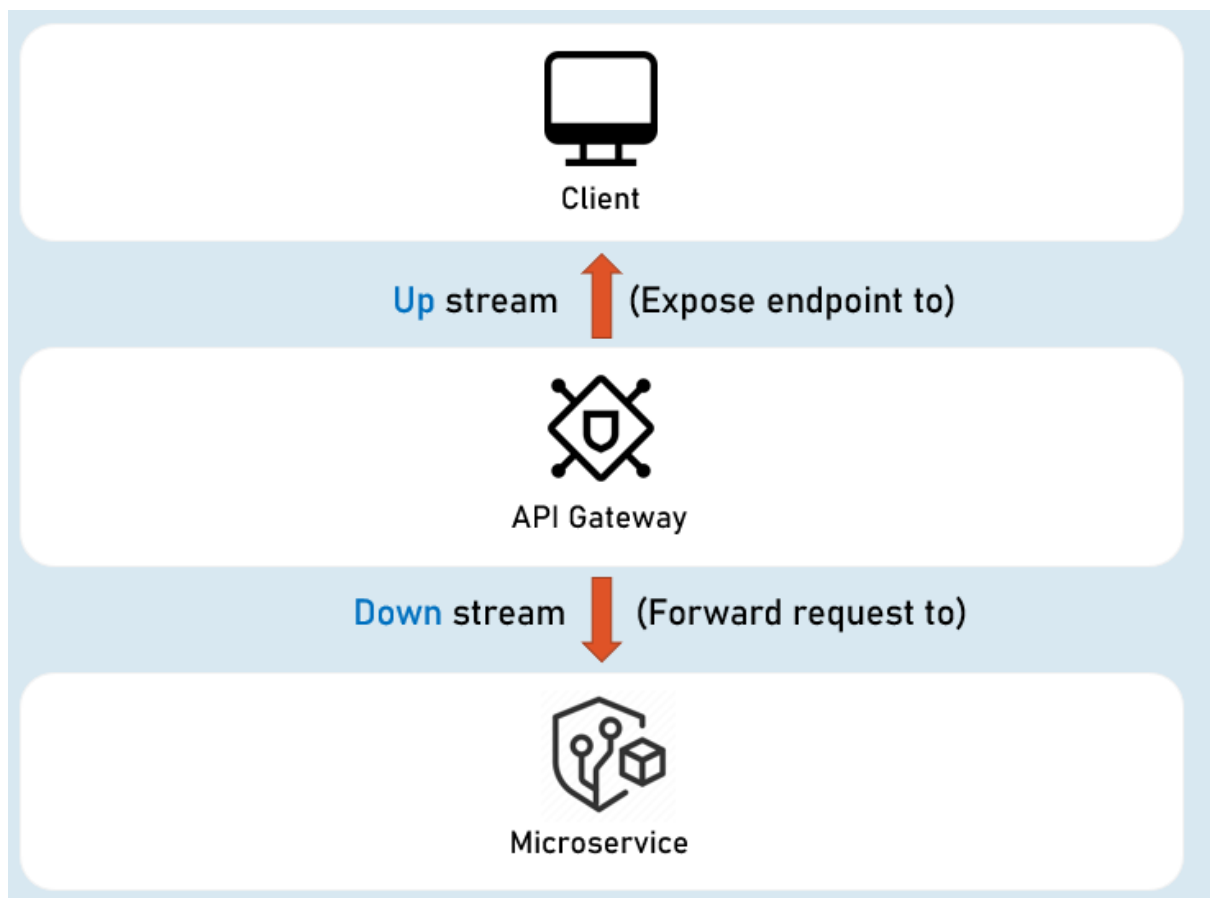 Client
Up stream (Expose endpoint to)
API Gateway
Down stream (Forward request to)
Microservice